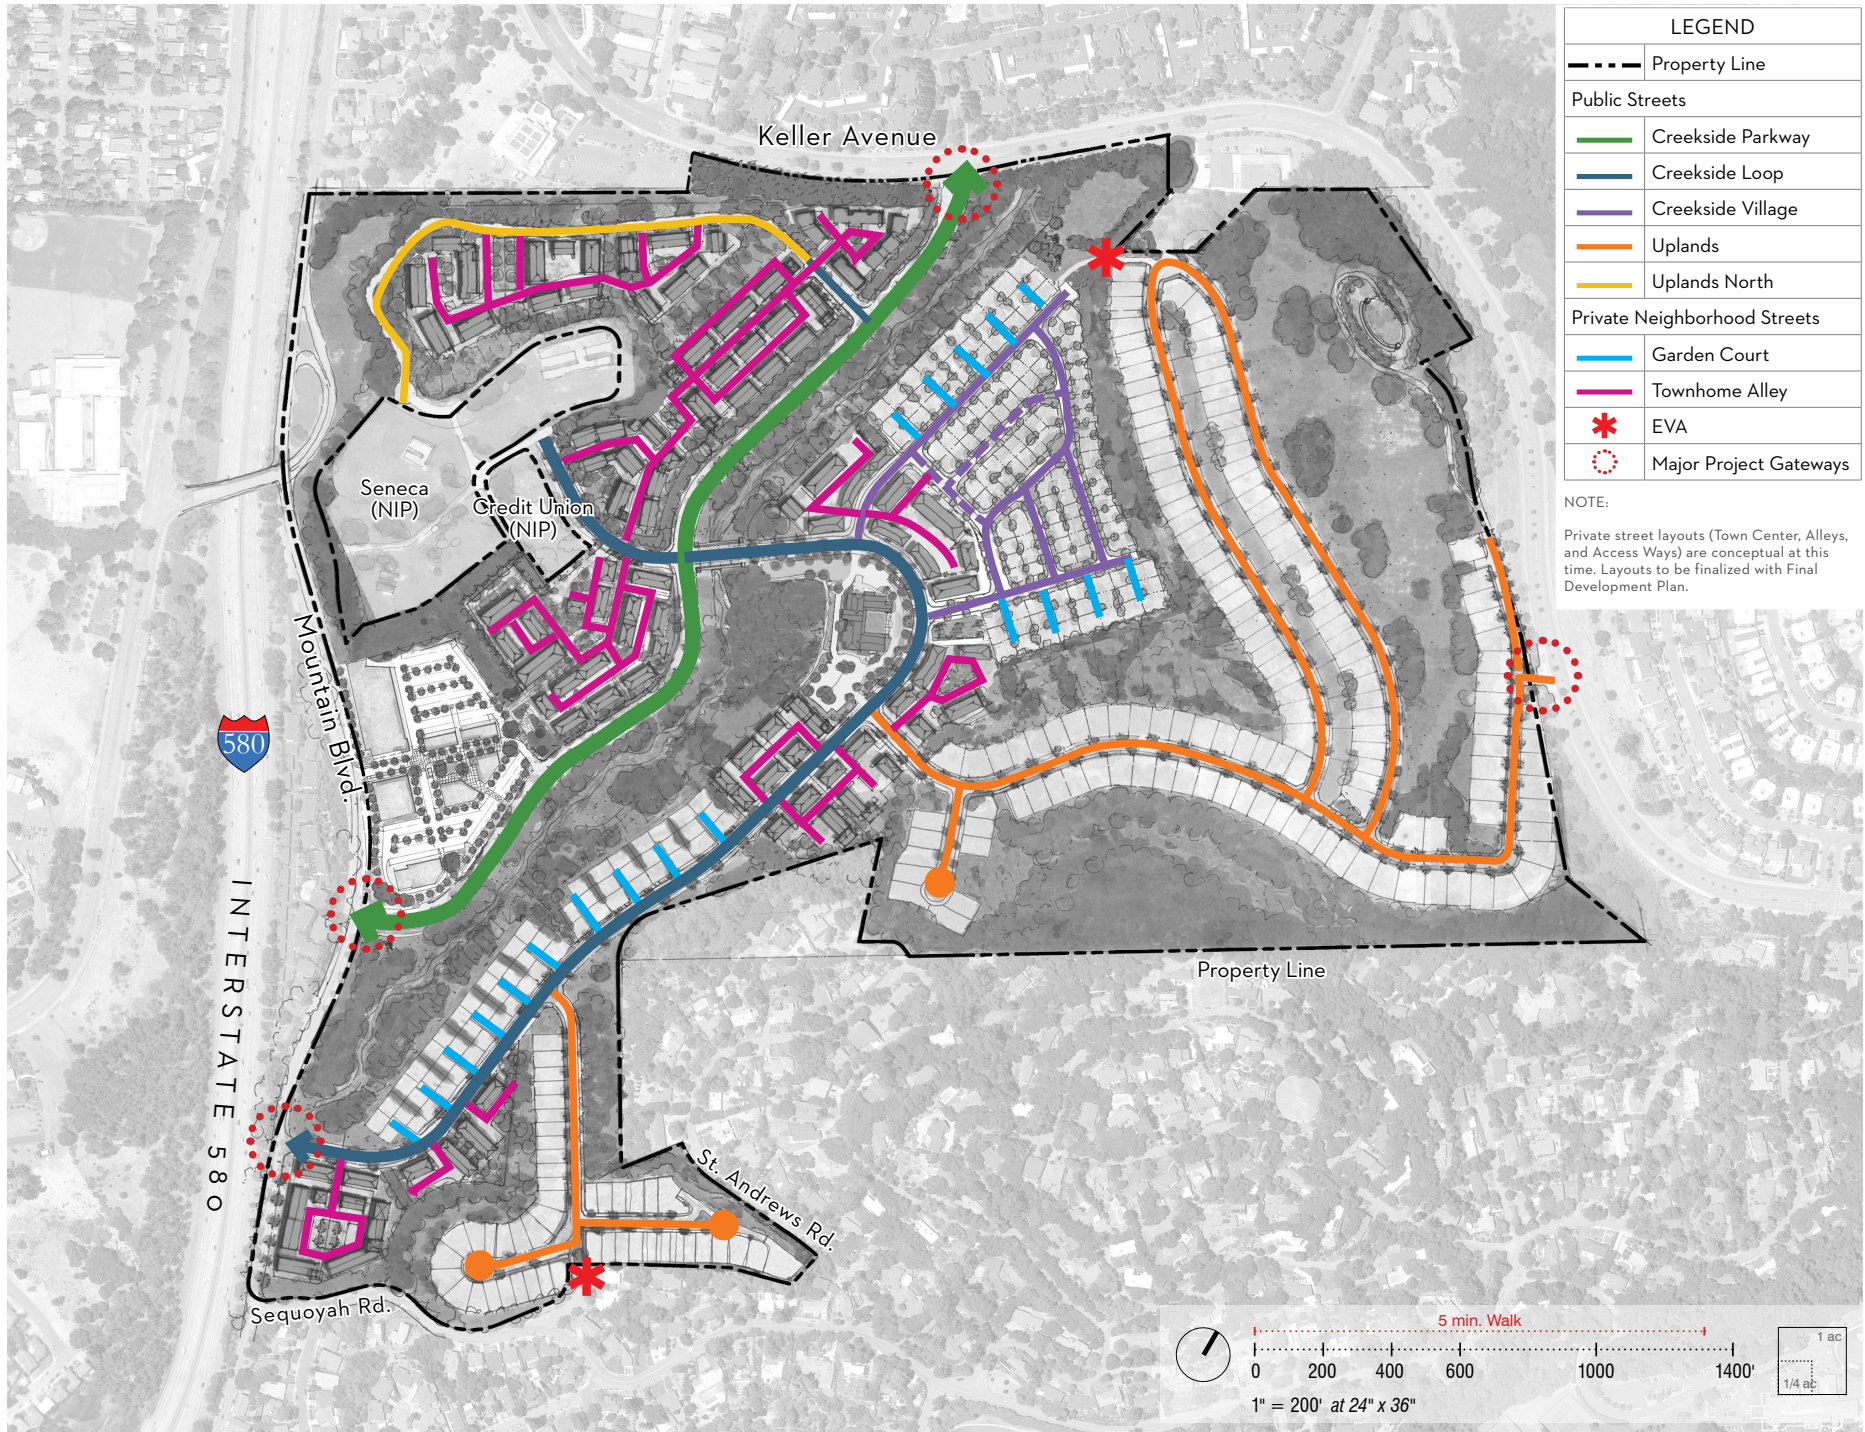 Keller Avenue
LEGEND
Property Line
Public Streets
Creekside Parkway
Creekside Loop
Creekside Village
Uplands
Uplands North
Private Neighborhood Streets
Garden Court
Townhome Alley
EVA
Major Project Gateways
NOTE:
Private street layouts (Town Center, Alleys,
and Access Ways) are conceptual at this
time. Layouts to be finalized with Final
Development Plan.
Seneca
(NIP)
Credit Union
(NIP)
Mountain Blvd.
580
INTERSTATE 580
Property Line
St. Andrews Rd.
Sequoyah Rd.
5 min. Walk
0 200 400 600 1000 1400'
1" = 200' at 24" x 36"
1 ac
1/4 ac